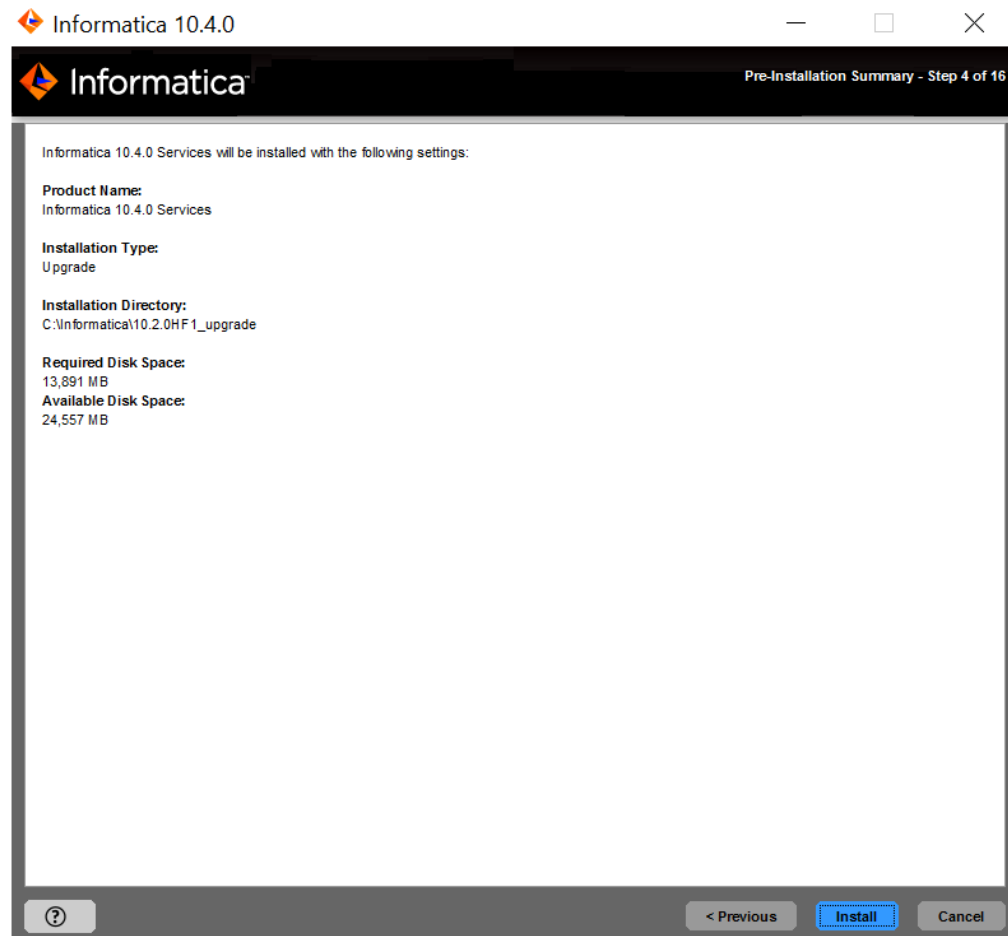 Informatica 10.4.0
Informatica
Pre-Installation Summary - Step 4 of 16
Informatica 10.4.0 Services will be installed with the following settings:
Product Name:
Informatica 10.4.0 Services
Installation Type:
Upgrade
Installation Directory:
C:\Informatica\10.2.0HF1_upgrade
Required Disk Space:
13,891 MB
Available Disk Space:
24,557 MB
?
< Previous
Install
Cancel